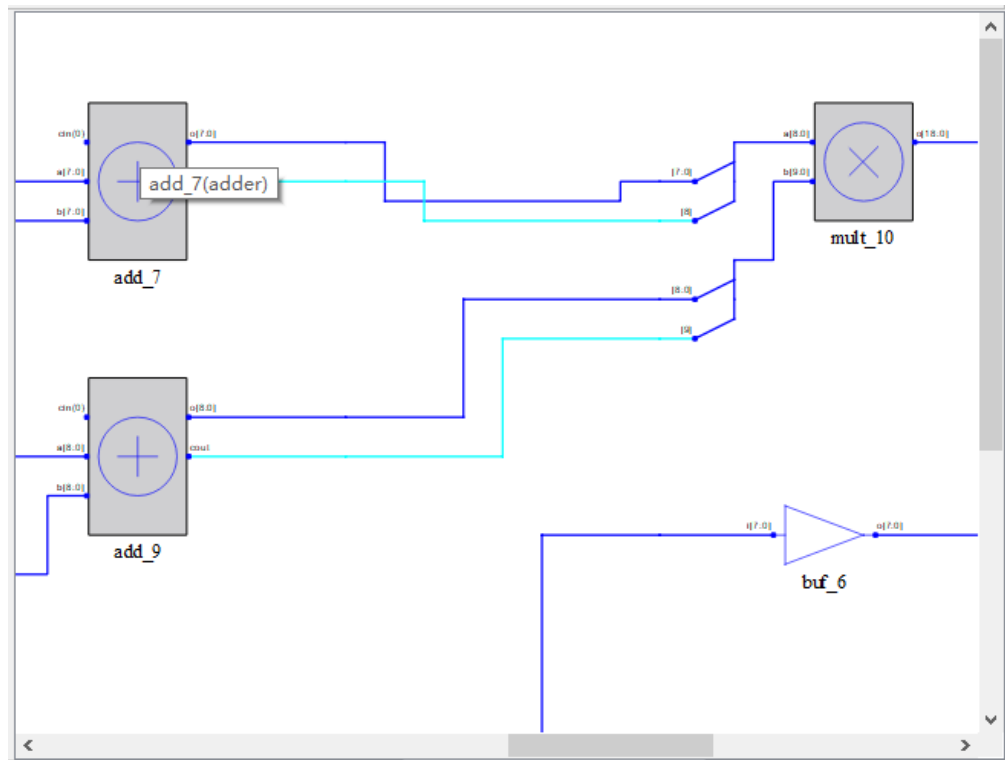 cin(0)
o[7.0]
a[7.0]
b[7.0]
add_7(adder)
add_7
[7.0]
[8]
a[8.0]
b[9.0]
o[18.0]
mult_10
[8.0]
[9]
cin(0)
o[8.0]
a[8.0]
cout
b[8.0]
add_9
i[7.0]
o[7.0]
buf_6